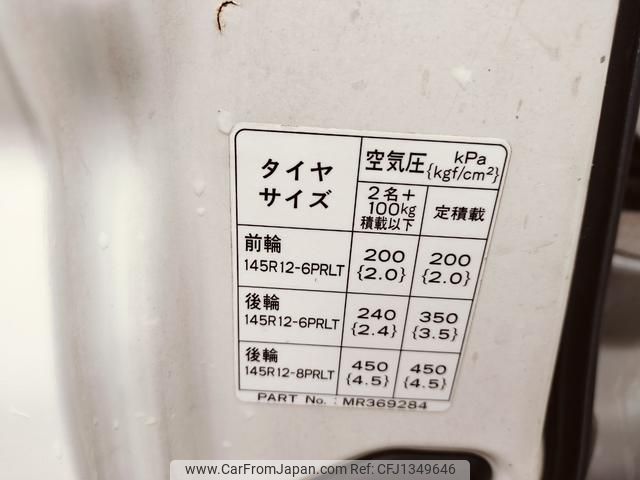 タイヤ
サイズ
空気圧 kPa
{kgf/cm²}
2名+
100kg
積載以下
定積載
前輪
145R12-6PRLT
200
{2.0}
200
{2.0}
後輪
145R12-6PRLT
240
{2.4}
350
{3.5}
後輪
145R12-8PRLT
450
{4.5}
450
{4.5}
PART No. : MR369284
www.CarFromJapan.com | ID: CFJ1349646